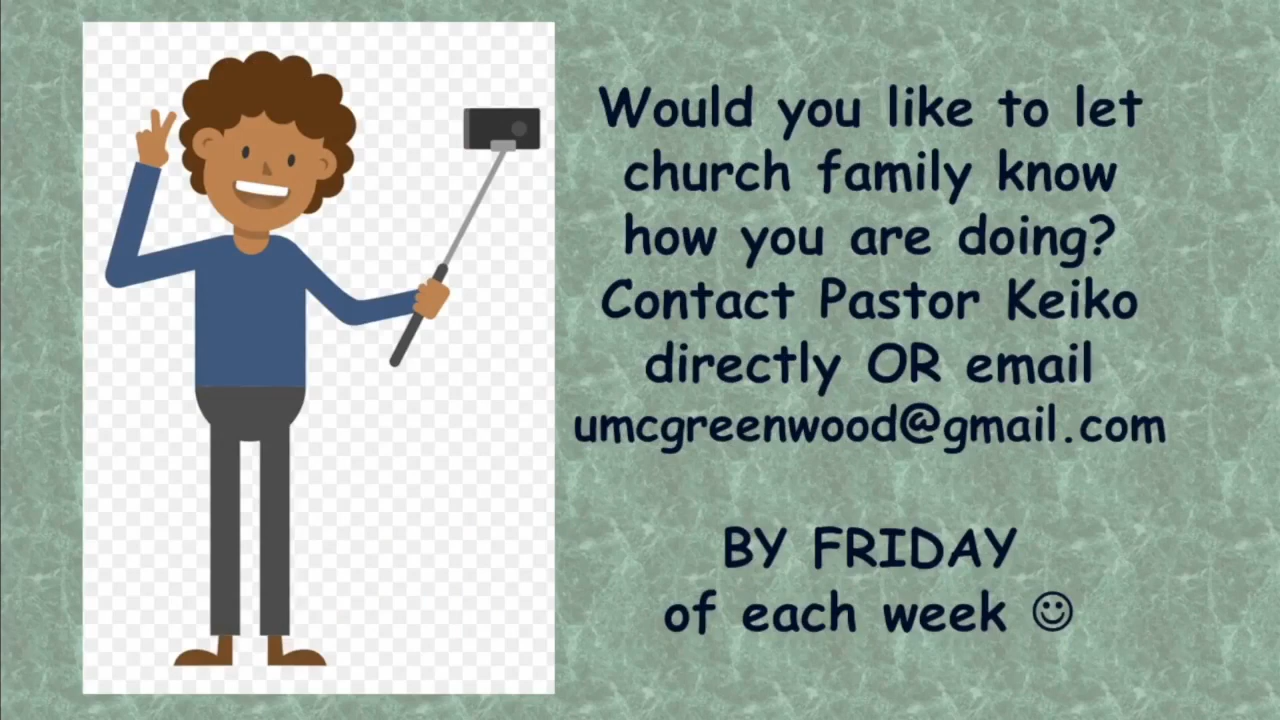 Would you like to let
church family know
how you are doing?
Contact Pastor Keiko
directly OR email
umcgreenwood@gmail.com
BY FRIDAY
of each week ☺